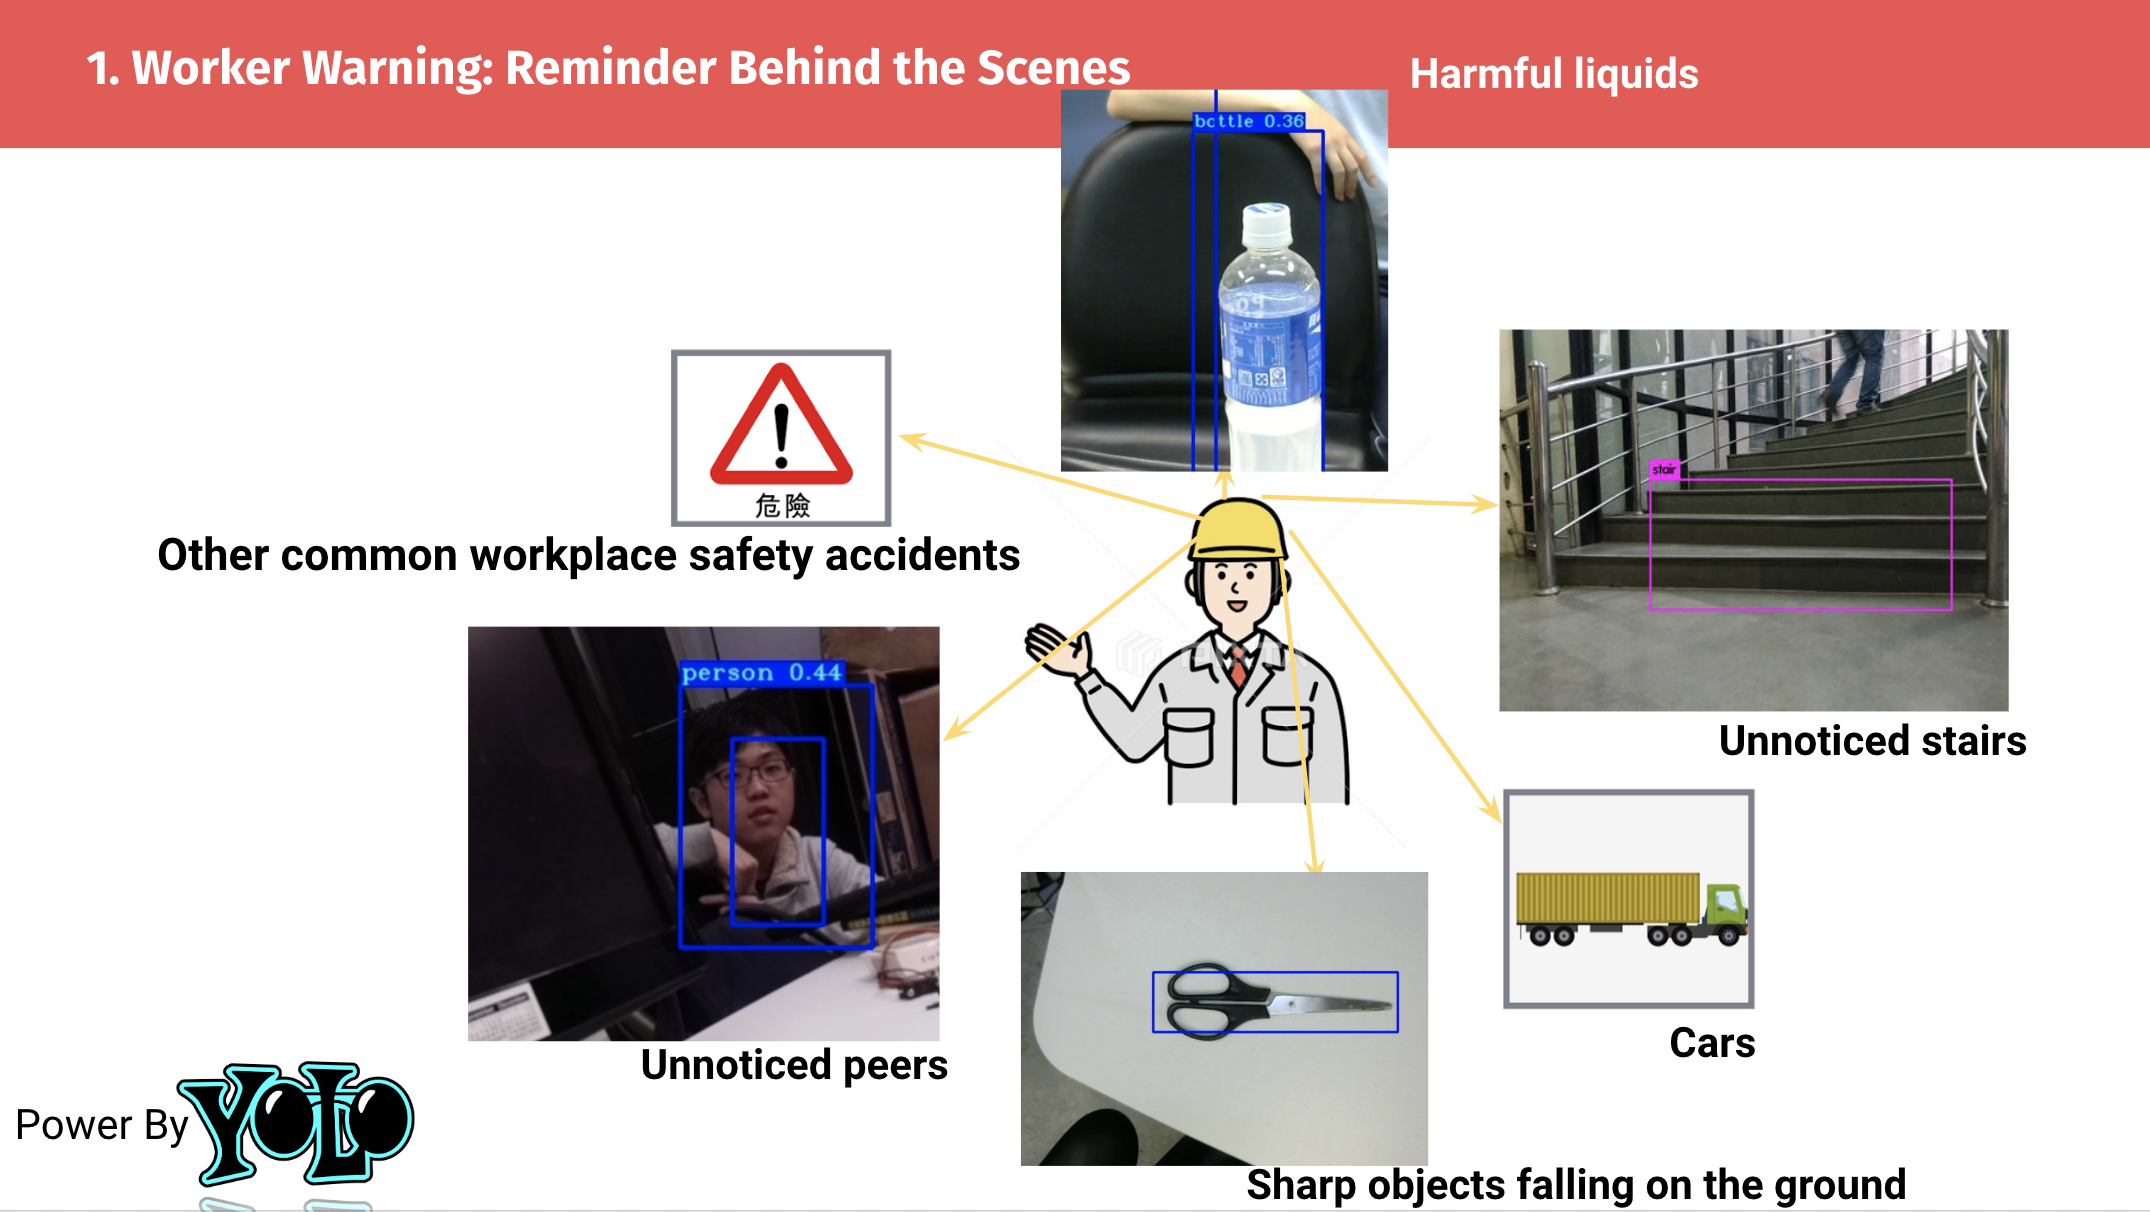 1. Worker Warning: Reminder Behind the Scenes
Harmful liquids
bottle 0.36
危險
Other common workplace safety accidents
stair
Unnoticed stairs
person 0.44
Unnoticed peers
Cars
Sharp objects falling on the ground
Power By YOLO